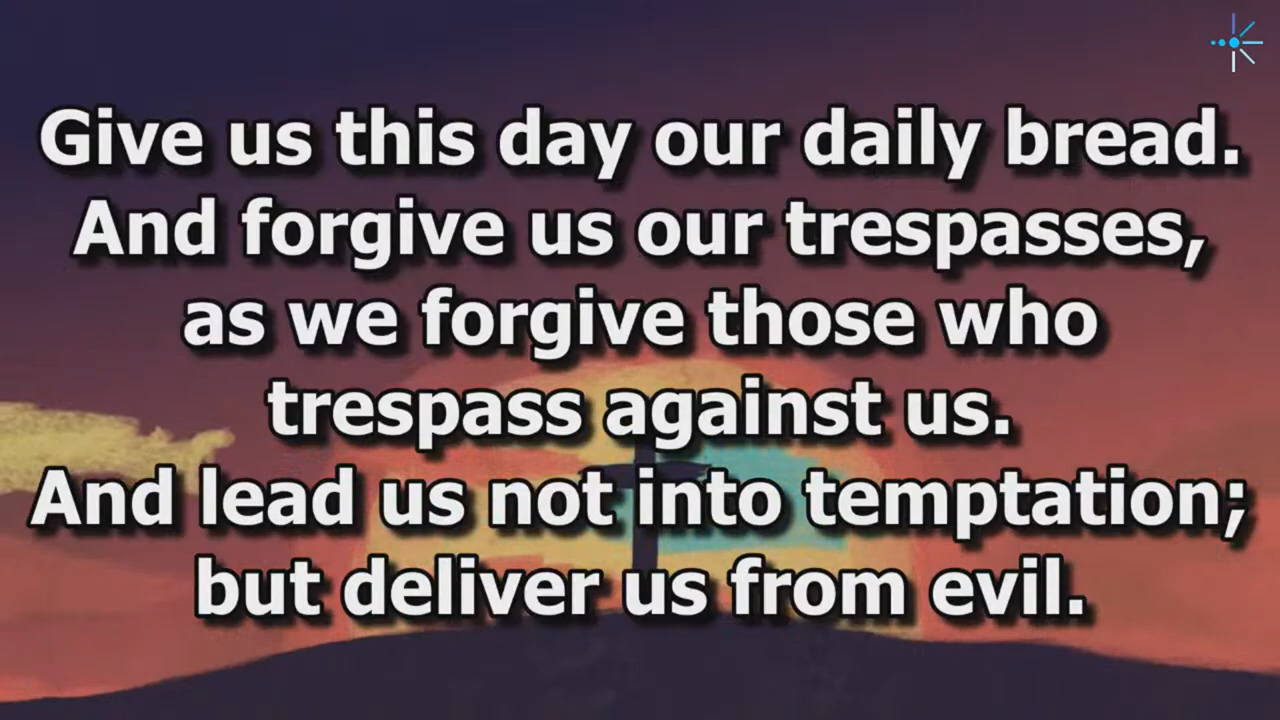 Give us this day our daily bread.
And forgive us our trespasses,
as we forgive those who
trespass against us.
And lead us not into temptation;
but deliver us from evil.